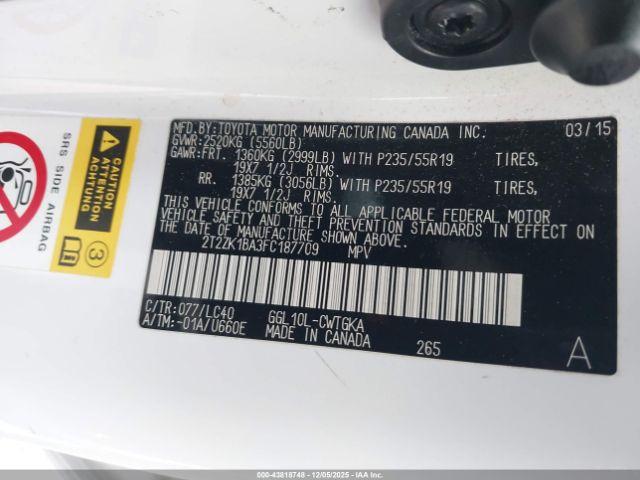 MFD.BY:TOYOTA MOTOR MANUFACTURING CANADA INC. 03/15
GVWR:2520KG (5560LB)
GAWR:FRT. 1360KG (2999LB) WITH P235/55R19 TIRES,
19X7 1/2J RIMS.
RR. 1385KG (3056LB) WITH P235/55R19 TIRES,
19X7 1/2J RIMS.
THIS VEHICLE CONFORMS TO ALL APPLICABLE FEDERAL MOTOR
VEHICLE SAFETY AND THEFT PREVENTION STANDARDS IN EFFECT ON
THE DATE OF MANUFACTURE SHOWN ABOVE.
2T2ZK1BA3FC187709 MPV
C/TR:077/LC40 GGL10L-CWTGKA
A/TM:-01A/U660E MADE IN CANADA 265 A
CAUTION
ATTENTION
ACHTUNG
SRS SIDE AIRBAG
3
000-43818748 - 12/05/2025 - IAAI